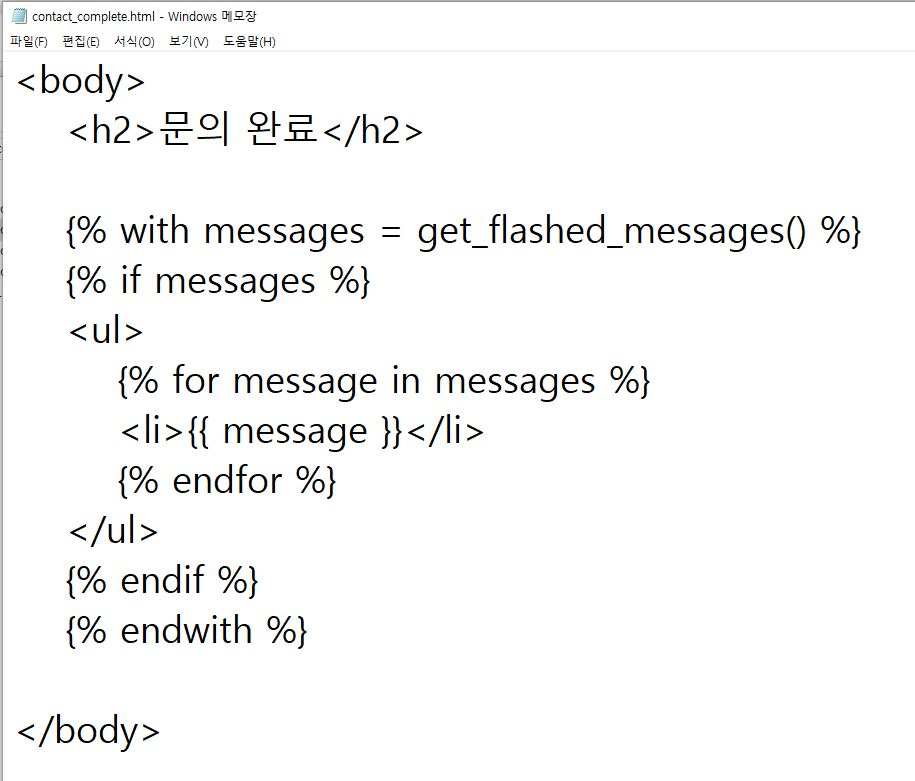 contact_complete.html - Windows 메모장
파일(F) 편집(E) 서식(O) 보기(V) 도움말(H)
<body>
<h2>문의 완료</h2>
{% with messages = get_flashed_messages() %}
{% if messages %}
<ul>
{% for message in messages %}
<li>{{ message }}</li>
{% endfor %}
</ul>
{% endif %}
{% endwith %}
</body>